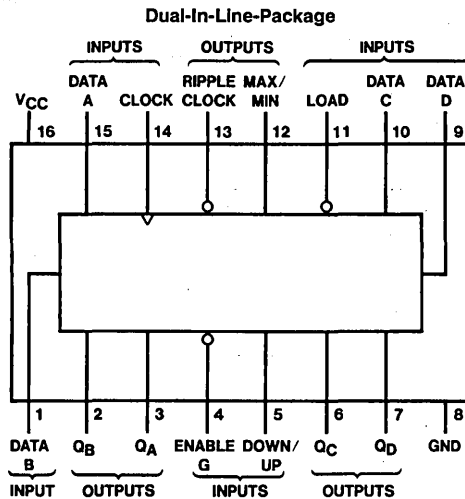 Dual-In-Line-Package
INPUTS OUTPUTS INPUTS
DATA RIPPLE MAX/ DATA DATA
VCC A CLOCK CLOCK MIN LOAD C D
16 15 14 13 12 11 10 9
1 2 3 4 5 6 7 8
DATA QB QA ENABLE DOWN/ QC QD GND
B G UP
INPUT OUTPUTS INPUTS OUTPUTS